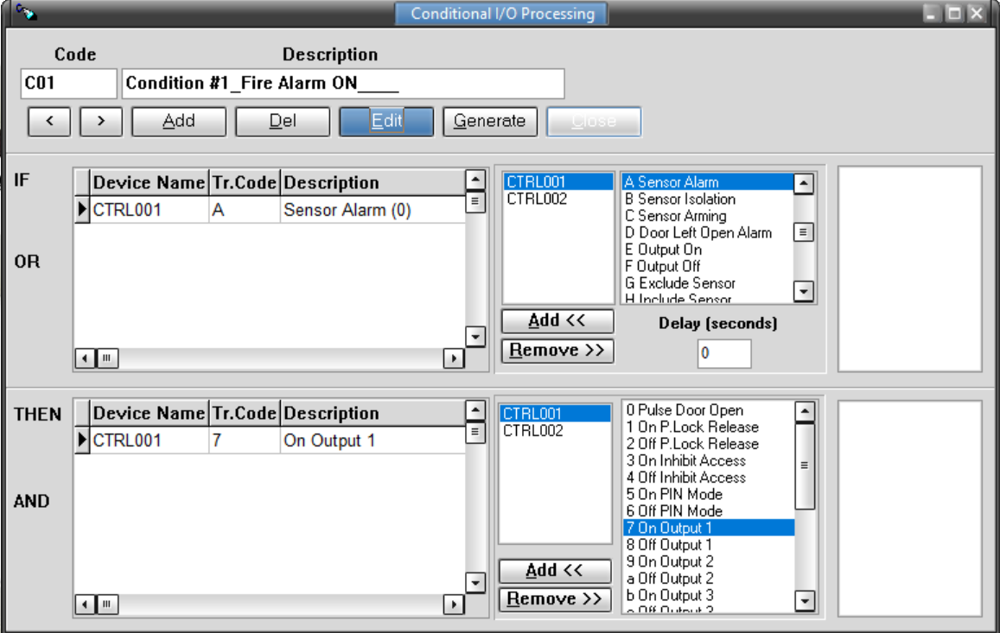 Conditional I/O Processing
Code Description
C01 Condition #1_Fire Alarm ON____
< > Add Del Edit Generate Close
IF
OR
Device Name Tr.Code Description
CTRL001 A Sensor Alarm (0)
CTRL001
CTRL002
A Sensor Alarm
B Sensor Isolation
C Sensor Arming
D Door Left Open Alarm
E Output On
F Output Off
G Exclude Sensor
H Include Sensor
Add <<
Remove >>
Delay (seconds)
0
THEN
AND
Device Name Tr.Code Description
CTRL001 7 On Output 1
CTRL001
CTRL002
0 Pulse Door Open
1 On P.Lock Release
2 Off P.Lock Release
3 On Inhibit Access
4 Off Inhibit Access
5 On PIN Mode
6 Off PIN Mode
7 On Output 1
8 Off Output 1
9 On Output 2
a Off Output 2
b On Output 3
c Off Output 3
Add <<
Remove >>